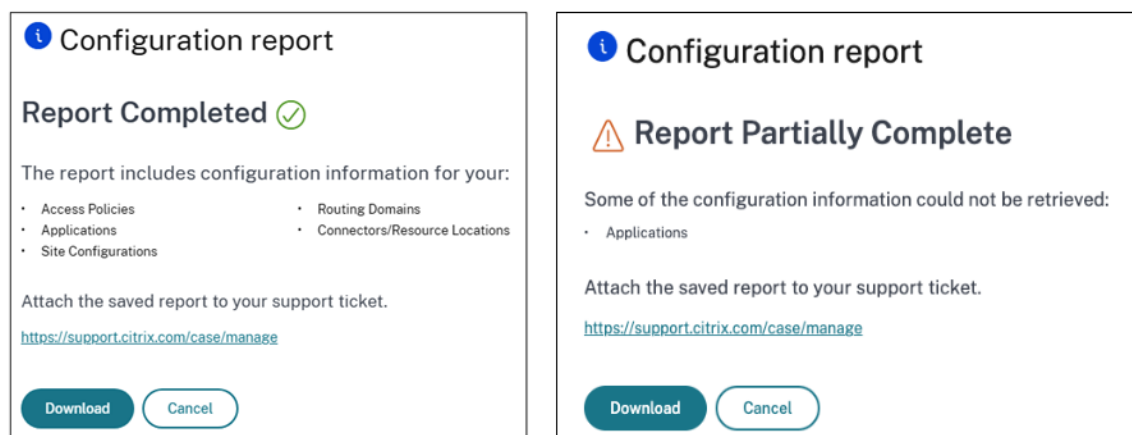 Configuration report
Report Completed
The report includes configuration information for your:
• Access Policies
• Applications
• Site Configurations
• Routing Domains
• Connectors/Resource Locations
Attach the saved report to your support ticket.
https://support.citrix.com/case/manage
Download
Cancel
Configuration report
Report Partially Complete
Some of the configuration information could not be retrieved:
• Applications
Attach the saved report to your support ticket.
https://support.citrix.com/case/manage
Download
Cancel